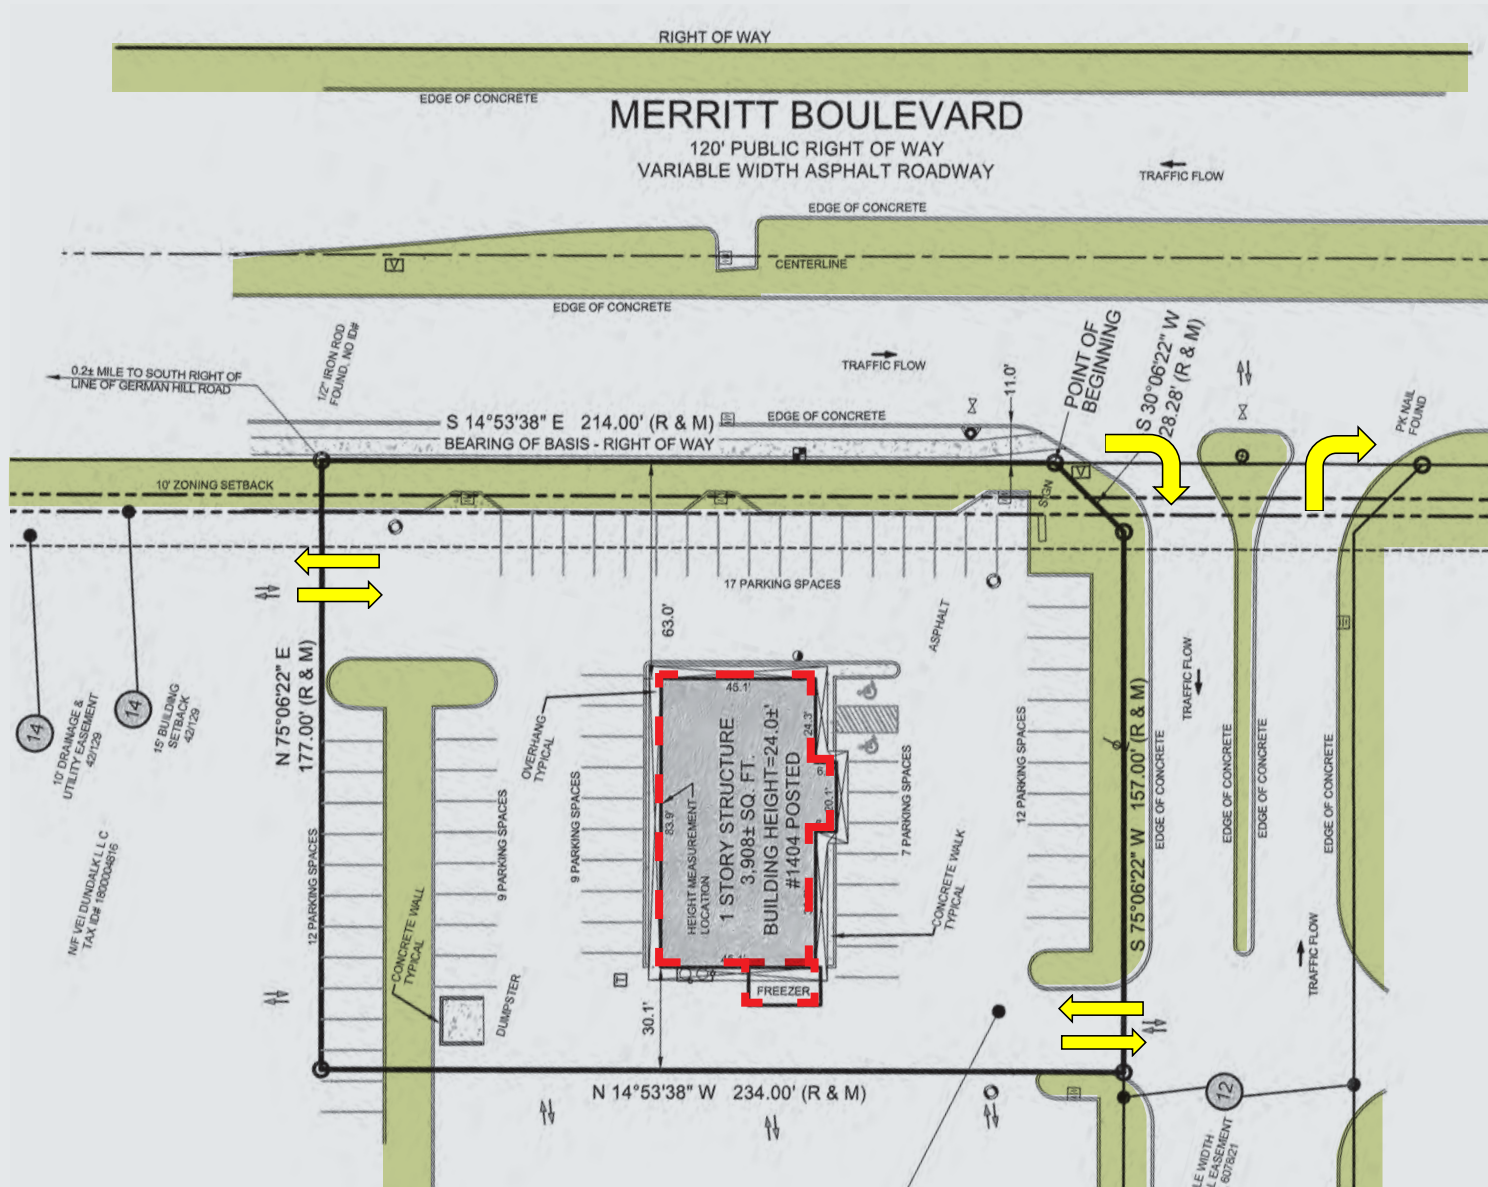 RIGHT OF WAY
EDGE OF CONCRETE
MERRITT BOULEVARD
120' PUBLIC RIGHT OF WAY
VARIABLE WIDTH ASPHALT ROADWAY
TRAFFIC FLOW
EDGE OF CONCRETE
CENTERLINE
EDGE OF CONCRETE
1/2" IRON ROD
FOUND, NO ID#
0.2± MILE TO SOUTH RIGHT OF
LINE OF GERMAN HILL ROAD
TRAFFIC FLOW
11.0'
POINT OF
BEGINNING
S 30°06'22" W
28.28' (R & M)
PK NAIL
FOUND
S 14°53'38" E 214.00' (R & M)
EDGE OF CONCRETE
BEARING OF BASIS - RIGHT OF WAY
10' ZONING SETBACK
SIGN
17 PARKING SPACES
63.0'
ASPHALT
N 75°06'22" E
177.00' (R & M)
14
10' DRAINAGE &
UTILITY EASEMENT
42/129
14
15' BUILDING
SETBACK
42/129
OVERHANG
TYPICAL
45.1'
24.3'
6.
20.1'
83.9'
HEIGHT MEASUREMENT
LOCATION
1 STORY STRUCTURE
3,908± SQ. FT.
BUILDING HEIGHT=24.0±'
#1404 POSTED
7 PARKING SPACES
12 PARKING SPACES
S 75°06'22" W 157.00' (R & M)
TRAFFIC FLOW
EDGE OF CONCRETE
EDGE OF CONCRETE
EDGE OF CONCRETE
EDGE OF CONCRETE
N/F VEI DUNDALK L L C
TAX ID# 1800004816
12 PARKING SPACES
9 PARKING SPACES
9 PARKING SPACES
CONCRETE WALL
TYPICAL
CONCRETE WALK
TYPICAL
DUMPSTER
T
FREEZER
30.1'
TRAFFIC FLOW
N 14°53'38" W 234.00' (R & M)
12
LE WIDTH
L EASEMENT
6078/21